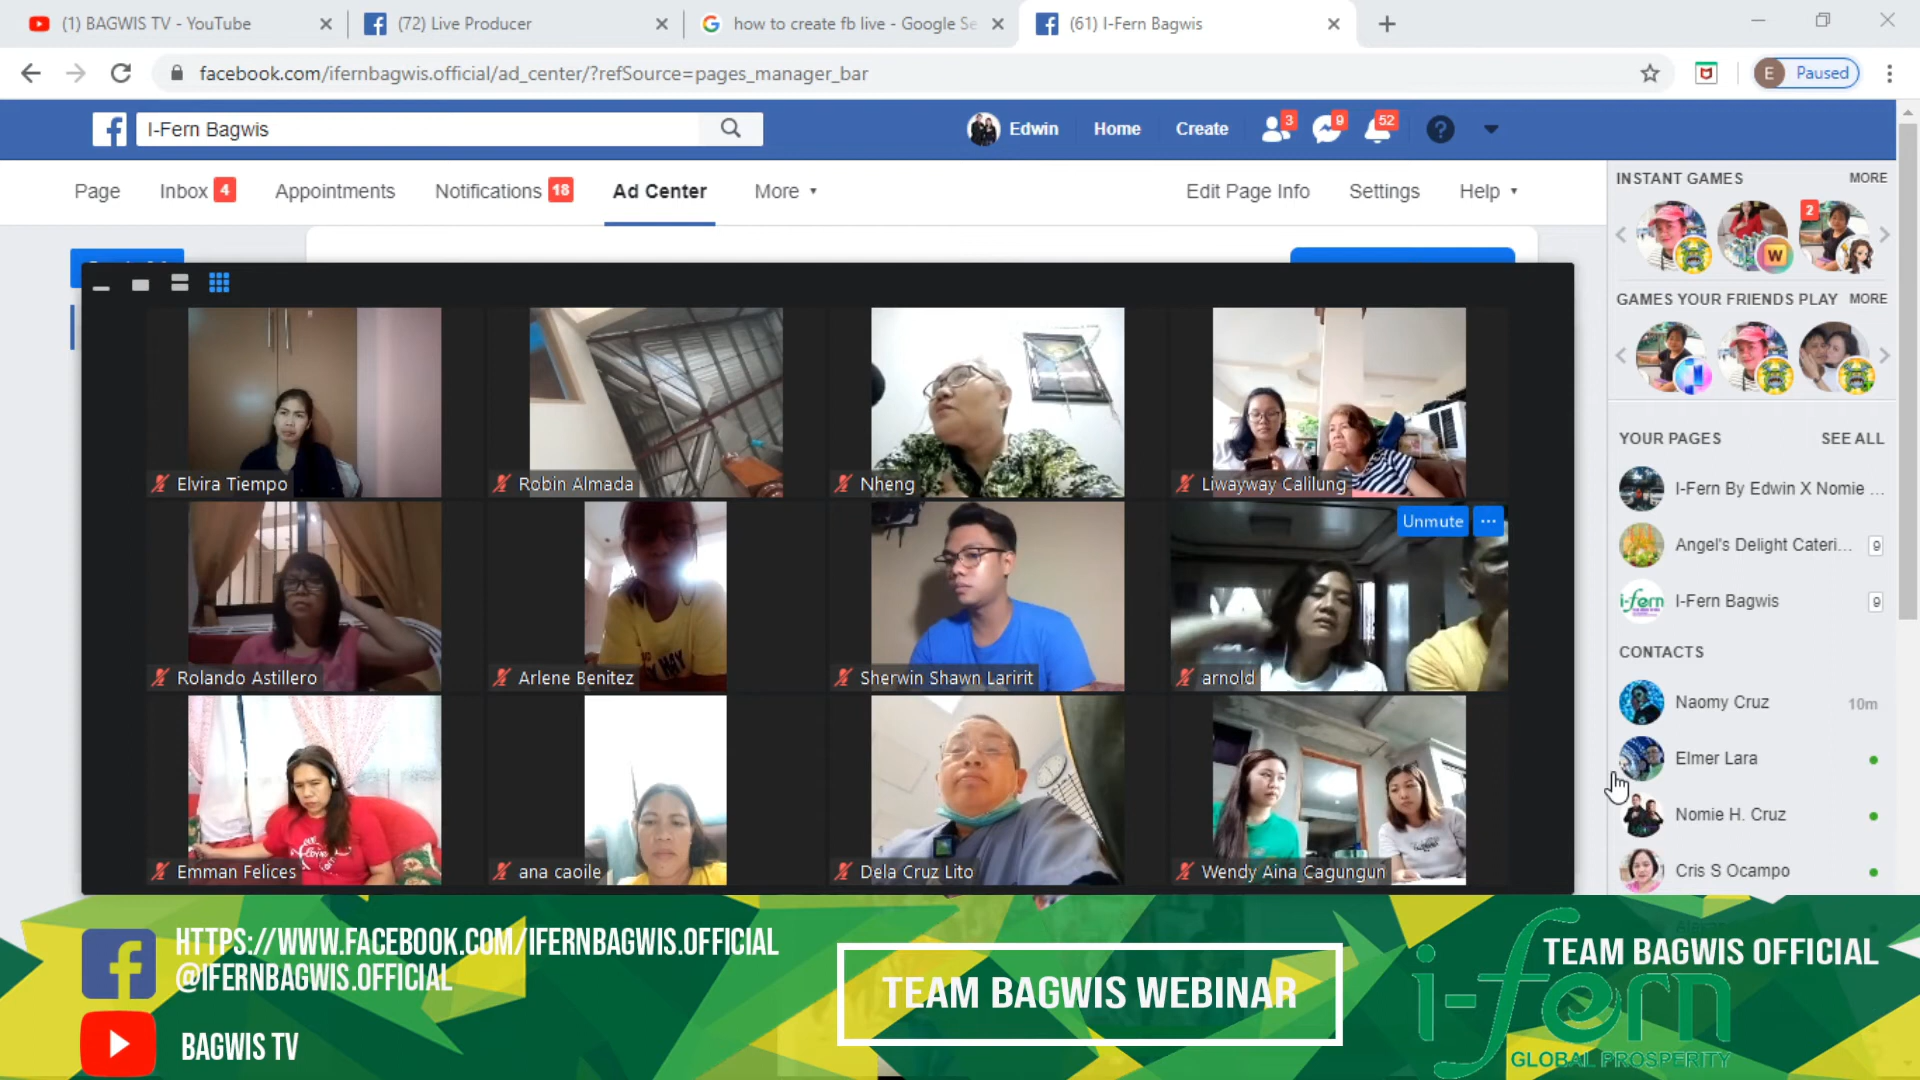 (1) BAGWIS TV - YouTube
(72) Live Producer
how to create fb live - Google Se
(61) I-Fern Bagwis
facebook.com/ifernbagwis.official/ad_center/?refSource=pages_manager_bar
E Paused
I-Fern Bagwis
Edwin Home Create 3 9 52
Page Inbox 4 Appointments Notifications 18 Ad Center More Edit Page Info Settings Help
INSTANT GAMES MORE
2
W
GAMES YOUR FRIENDS PLAY MORE
YOUR PAGES SEE ALL
I-Fern By Edwin X Nomie ...
Angel's Delight Cateri... 9
i-fern I-Fern Bagwis 9
CONTACTS
Naomy Cruz 10m
Elmer Lara
Nomie H. Cruz
Cris S Ocampo
Elvira Tiempo
Robin Almada
Nheng
Liwayway Calilung
Unmute ...
Rolando Astillero
Arlene Benitez
Sherwin Shawn Laririt
arnold
Emman Felices
ana caoile
Dela Cruz Lito
Wendy Aina Cagungun
HTTPS://WWW.FACEBOOK.COM/IFERNBAGWIS.OFFICIAL
@IFERNBAGWIS.OFFICIAL
BAGWIS TV
TEAM BAGWIS WEBINAR
TEAM BAGWIS OFFICIAL
i-fern
GLOBAL PROSPERITY